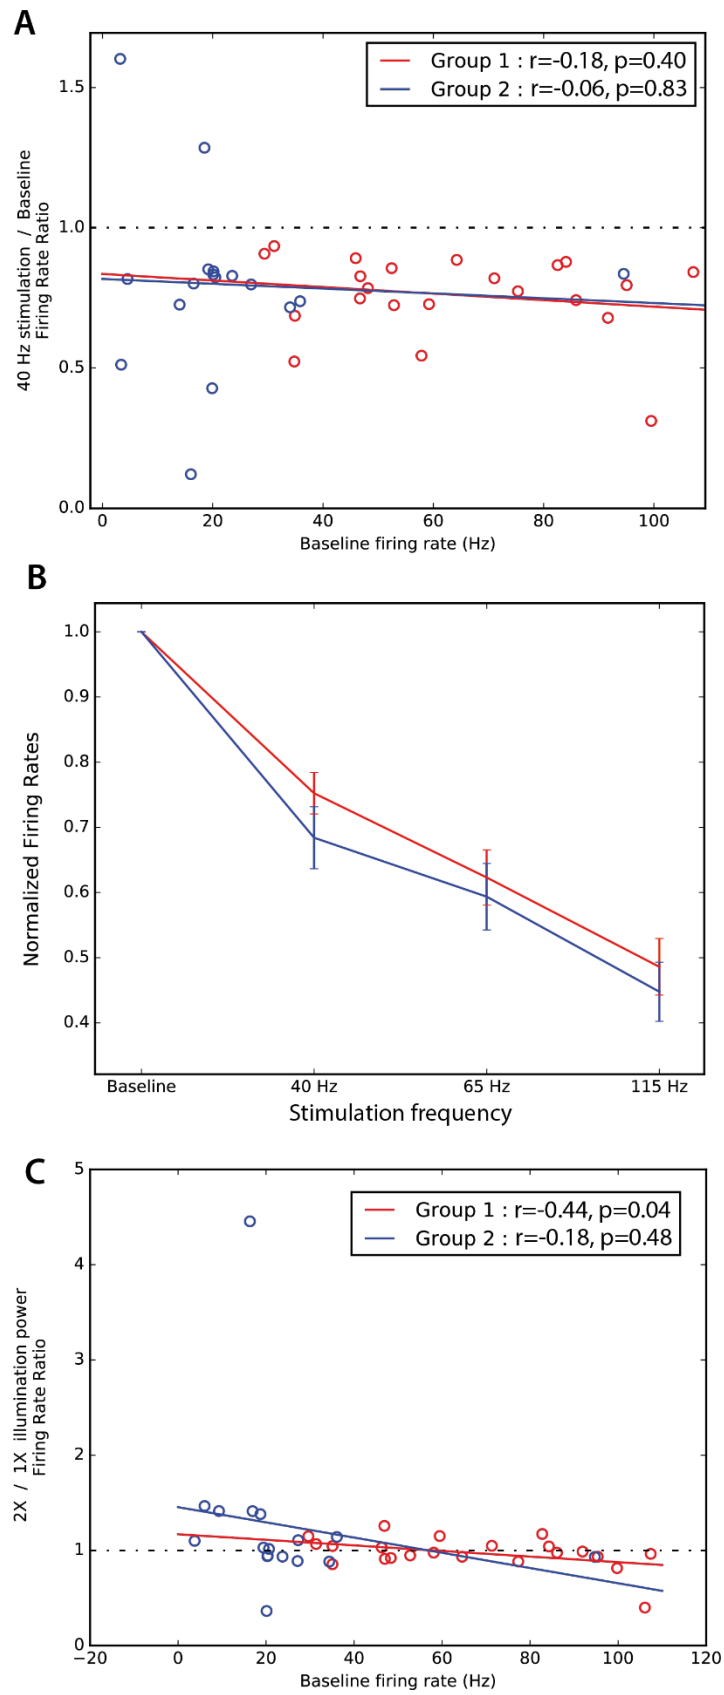 A
Group 1 : r=-0.18, p=0.40
Group 2 : r=-0.06, p=0.83
40 Hz stimulation / Baseline
Firing Rate Ratio
1.5
1.0
0.5
0.0
0 20 40 60 80 100
Baseline firing rate (Hz)
B
Normalized Firing Rates
1.0
0.9
0.8
0.7
0.6
0.5
0.4
Baseline 40 Hz 65 Hz 115 Hz
Stimulation frequency
C
Group 1 : r=-0.44, p=0.04
Group 2 : r=-0.18, p=0.48
2X / 1X illumination power
Firing Rate Ratio
5
4
3
2
1
0
−20 0 20 40 60 80 100 120
Baseline firing rate (Hz)